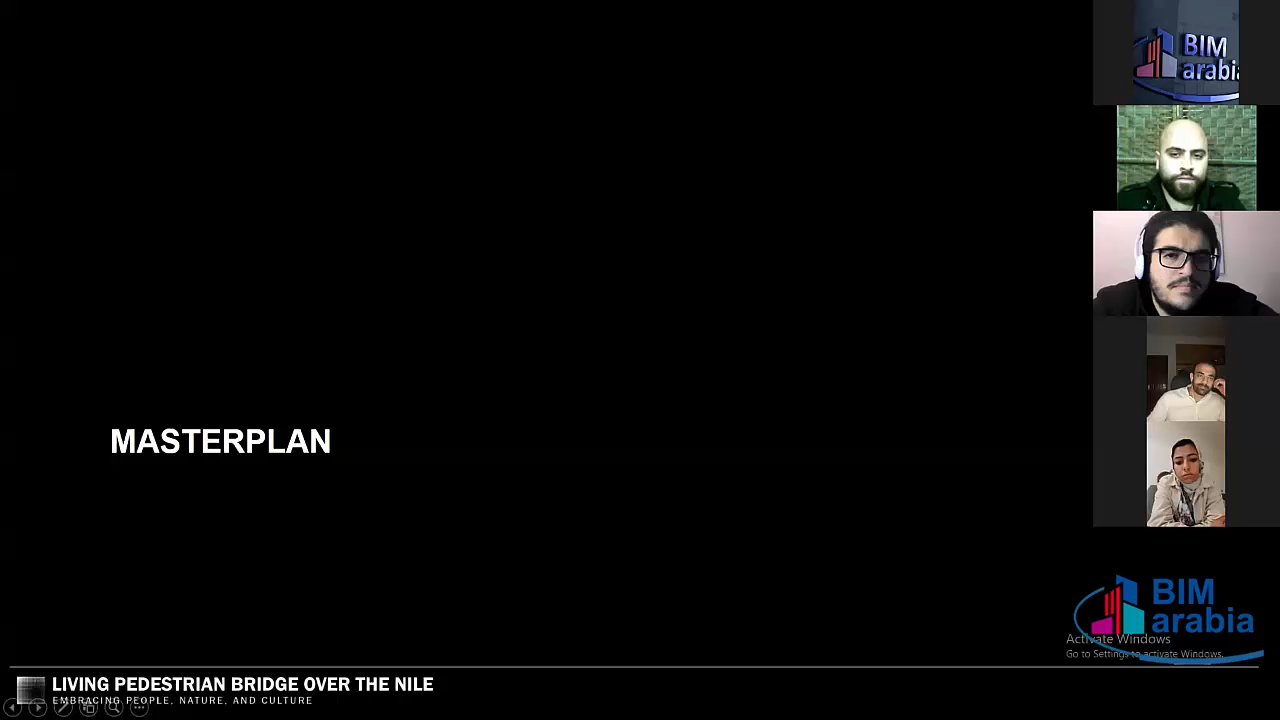 BIM
arabi
MASTERPLAN
BIM
arabia
Activate Windows
Go to Settings to activate Windows.
LIVING PEDESTRIAN BRIDGE OVER THE NILE
EMBRACING PEOPLE, NATURE, AND CULTURE